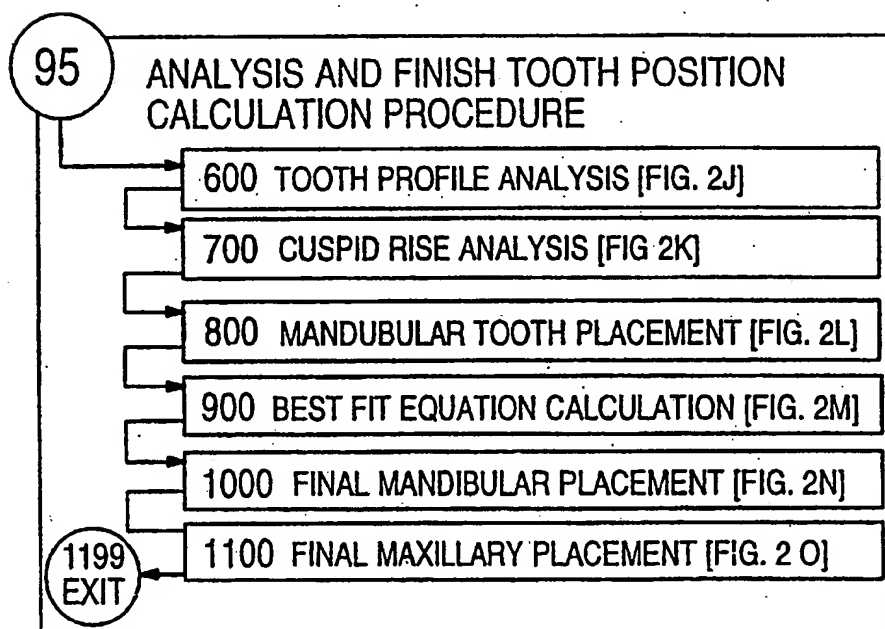 95
ANALYSIS AND FINISH TOOTH POSITION
CALCULATION PROCEDURE
600 TOOTH PROFILE ANALYSIS [FIG. 2J]
700 CUSPID RISE ANALYSIS [FIG 2K]
800 MANDUBULAR TOOTH PLACEMENT [FIG. 2L]
900 BEST FIT EQUATION CALCULATION [FIG. 2M]
1000 FINAL MANDIBULAR PLACEMENT [FIG. 2N]
1100 FINAL MAXILLARY PLACEMENT [FIG. 2 O]
1199
EXIT